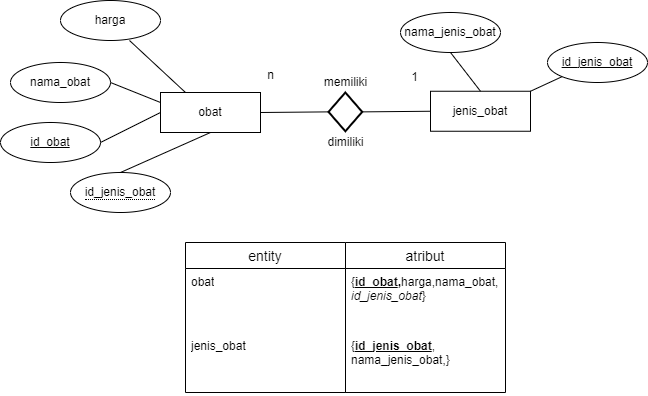 harga
nama_jenis_obat
id_jenis_obat
nama_obat
n
memiliki
1
obat
jenis_obat
id_obat
dimiliki
id_jenis_obat
entity
atribut
obat
{id_obat,harga,nama_obat,
id_jenis_obat}
jenis_obat
{id_jenis_obat,
nama_jenis_obat,}